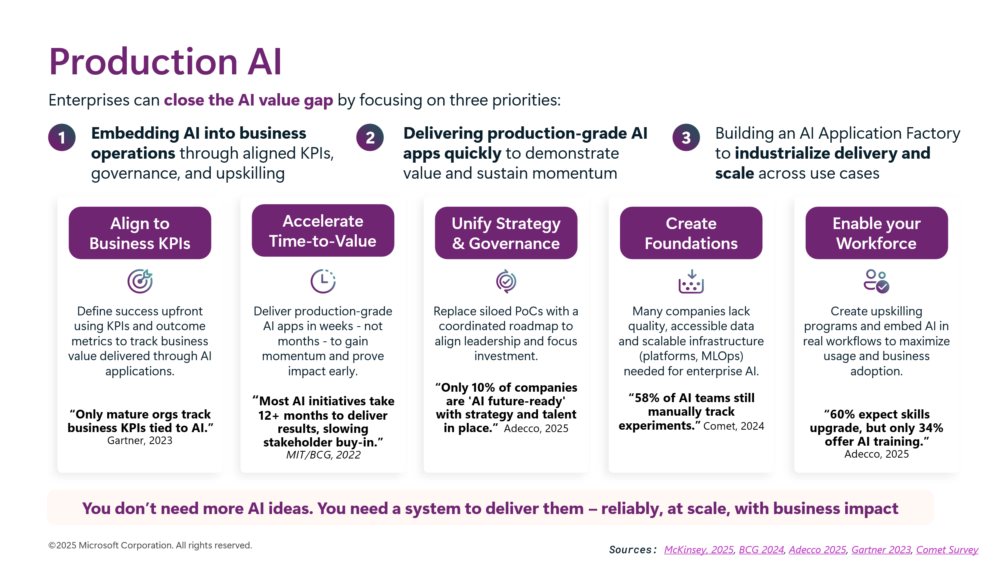 Production AI
Enterprises can close the AI value gap by focusing on three priorities:
1
Embedding AI into business
operations through aligned KPIs,
governance, and upskilling
2
Delivering production-grade AI
apps quickly to demonstrate
value and sustain momentum
3
Building an AI Application Factory
to industrialize delivery and
scale across use cases
Align to
Business KPIs
Define success upfront
using KPIs and outcome
metrics to track business
value delivered through AI
applications.
“Only mature orgs track
business KPIs tied to AI.”
Gartner, 2023
Accelerate
Time-to-Value
Deliver production-grade
AI apps in weeks - not
months - to gain
momentum and prove
impact early.
“Most AI initiatives take
12+ months to deliver
results, slowing
stakeholder buy-in.”
MIT/BCG, 2022
Unify Strategy
& Governance
Replace siloed PoCs with a
coordinated roadmap to
align leadership and focus
investment.
“Only 10% of companies
are 'AI future-ready'
with strategy and talent
in place.” Adecco, 2025
Create
Foundations
Many companies lack
quality, accessible data
and scalable infrastructure
(platforms, MLOps)
needed for enterprise AI.
“58% of AI teams still
manually track
experiments.” Comet, 2024
Enable your
Workforce
Create upskilling
programs and embed AI in
real workflows to maximize
usage and business
adoption.
“60% expect skills
upgrade, but only 34%
offer AI training.”
Adecco, 2025
You don’t need more AI ideas. You need a system to deliver them – reliably, at scale, with business impact
©2025 Microsoft Corporation. All rights reserved.
Sources: McKinsey, 2025, BCG 2024, Adecco 2025, Gartner 2023, Comet Survey